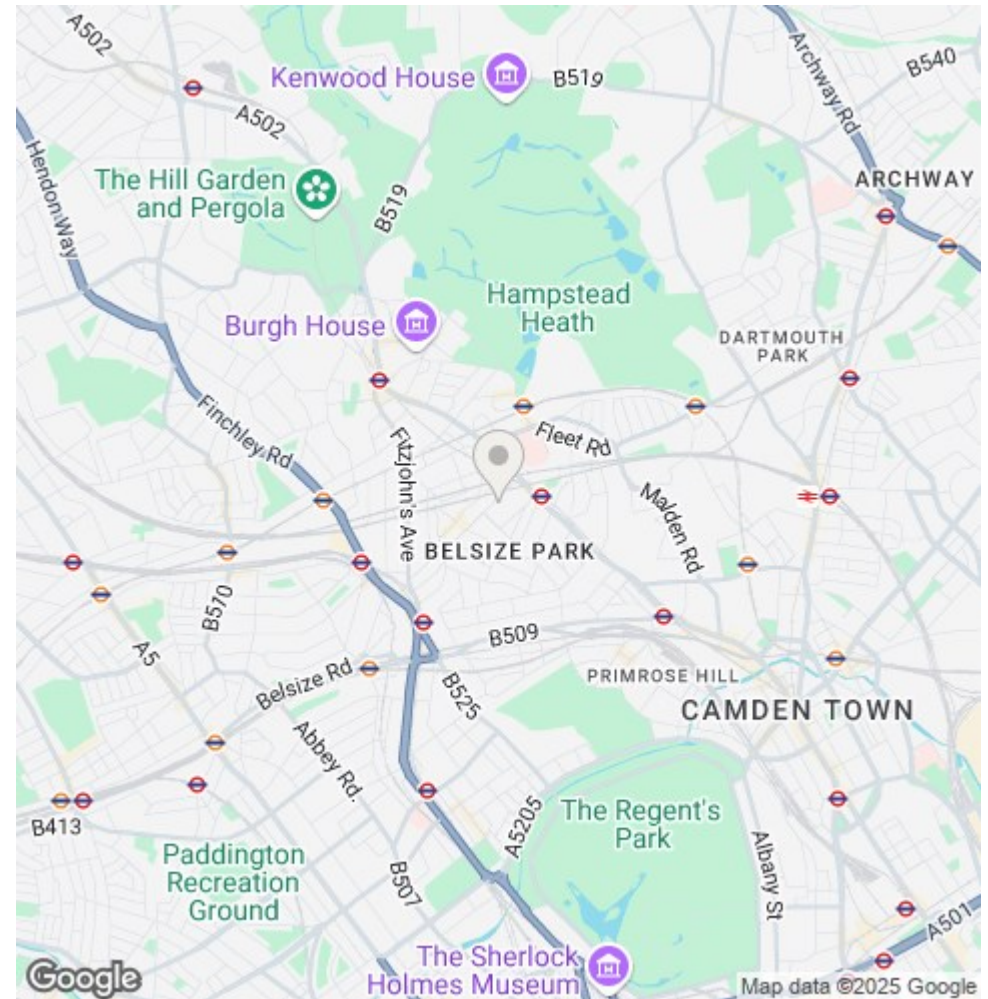 A502
Kenwood House
B519
A502
Archway Rd
B540
Hendon Way
The Hill Garden
and Pergola
B519
ARCHWAY
Hampstead
Heath
Burgh House
DARTMOUTH
PARK
Finchley Rd
Fitzjohn's Ave
Fleet Rd
Malden Rd
BELSIZE PARK
B510
A5
B509
Belsize Rd
B525
PRIMROSE HILL
CAMDEN TOWN
Abbey Rd.
A5205
The Regent's
Park
B413
Paddington
Recreation
Ground
B507
Albany St
A501
The Sherlock
Holmes Museum
Google
Map data ©2025 Google